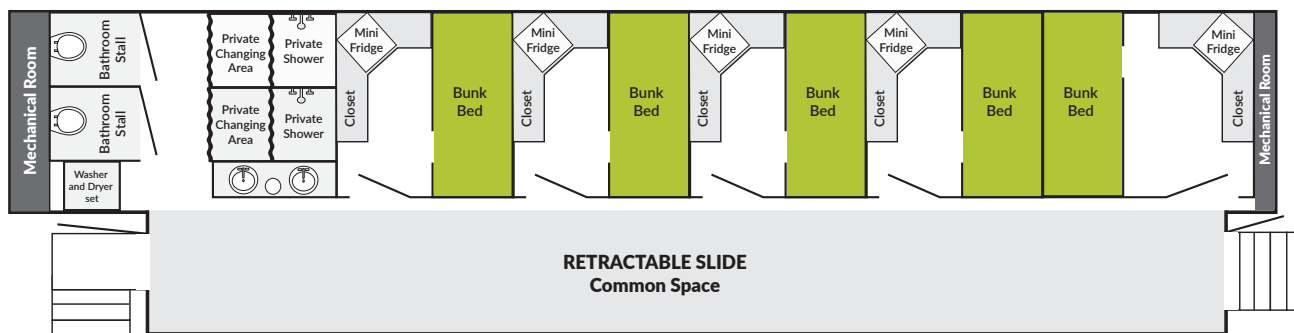 Mechanical Room
Bathroom
Stall
Bathroom
Stall
Washer
and Dryer
set
Private
Changing
Area
Private
Shower
Private
Changing
Area
Private
Shower
Mini
Fridge
Closet
Bunk
Bed
Mini
Fridge
Closet
Bunk
Bed
Mini
Fridge
Closet
Bunk
Bed
Mini
Fridge
Closet
Bunk
Bed
Bunk
Bed
Mini
Fridge
Closet
Mechanical Room
RETRACTABLE SLIDE
Common Space